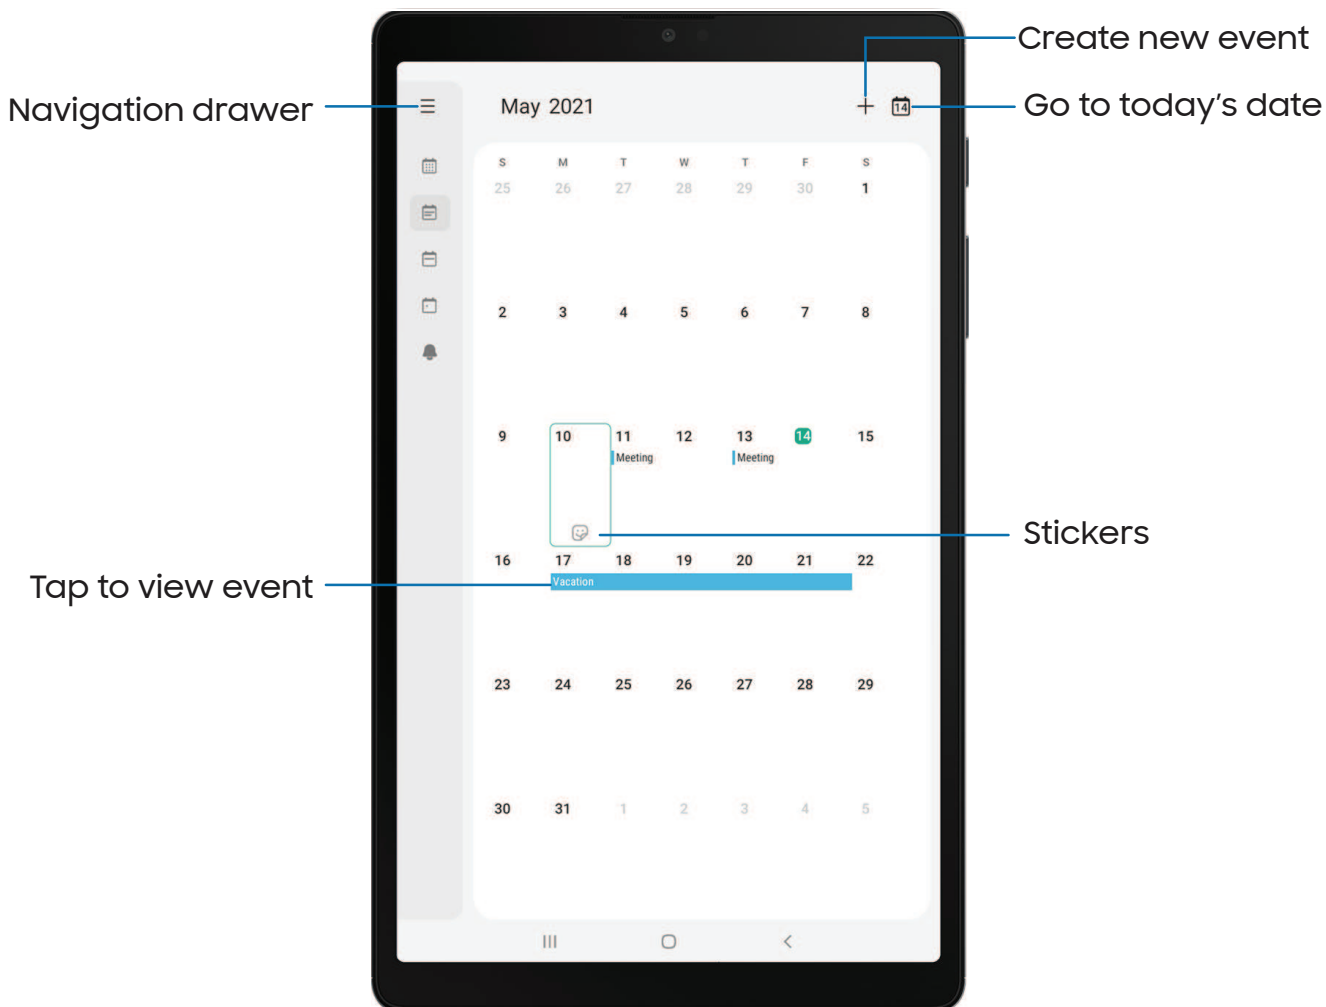 Create new event
Navigation drawer
May 2021
14
Go to today's date
S M T W T F S
25 26 27 28 29 30 1
2 3 4 5 6 7 8
9 10 11 12 13 14 15
Meeting Meeting
Stickers
16 17 18 19 20 21 22
Tap to view event
Vacation
23 24 25 26 27 28 29
30 31 1 2 3 4 5